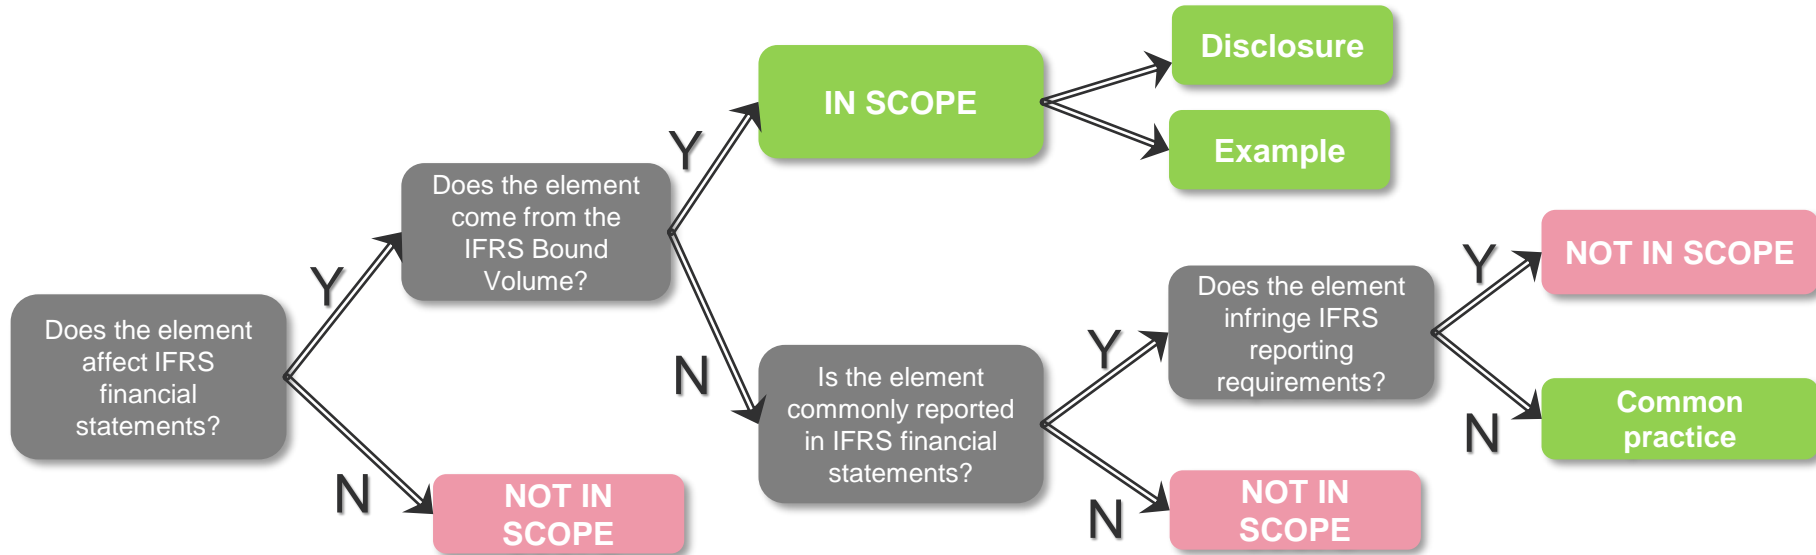 Does the element
affect IFRS
financial
statements?
Y
N
NOT IN
SCOPE
Does the element
come from the
IFRS Bound
Volume?
Y
N
IN SCOPE
Disclosure
Example
Is the element
commonly reported
in IFRS financial
statements?
Y
N
NOT IN
SCOPE
Does the element
infringe IFRS
reporting
requirements?
Y
N
NOT IN SCOPE
Common
practice